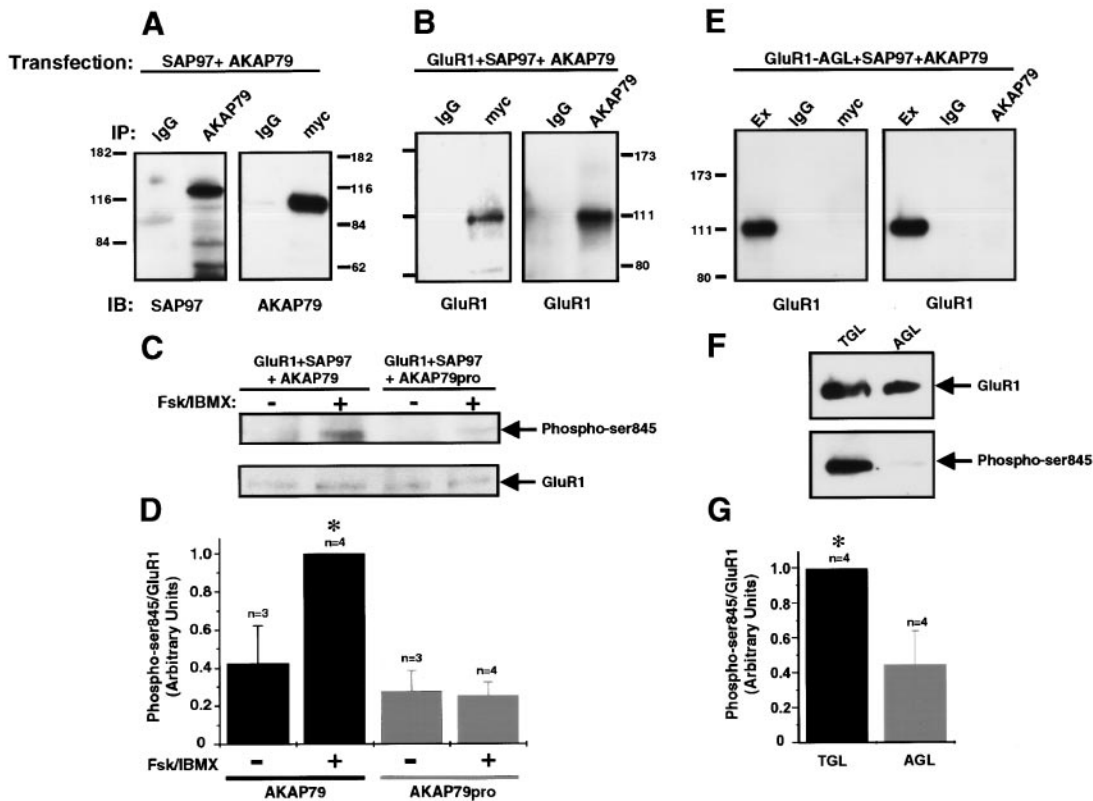 A
B
E
Transfection:
SAP97+ AKAP79
GluR1+SAP97+ AKAP79
GluR1-AGL+SAP97+AKAP79
IP:
IgG
AKAP79
IgG
myc
IgG
myc
IgG
AKAP79
Ex
IgG
myc
Ex
IgG
AKAP79
182
116
84
182
116
84
62
173
111
80
173
111
80
IB:
SAP97
AKAP79
GluR1
GluR1
GluR1
GluR1
C
GluR1+SAP97
+ AKAP79
GluR1+SAP97
+ AKAP79pro
Fsk/IBMX:
-
+
-
+
Phospho-ser845
GluR1
F
TGL
AGL
GluR1
Phospho-ser845
D
Phospho-ser845/GluR1
(Arbitrary Units)
1.0
0.8
0.6
0.4
0.2
0
n=3
*
n=4
n=3
n=4
Fsk/IBMX
-
+
-
+
AKAP79
AKAP79pro
G
Phospho-ser845/GluR1
(Arbitrary Units)
1.0
0.8
0.6
0.4
0.2
0
*
n=4
n=4
TGL
AGL